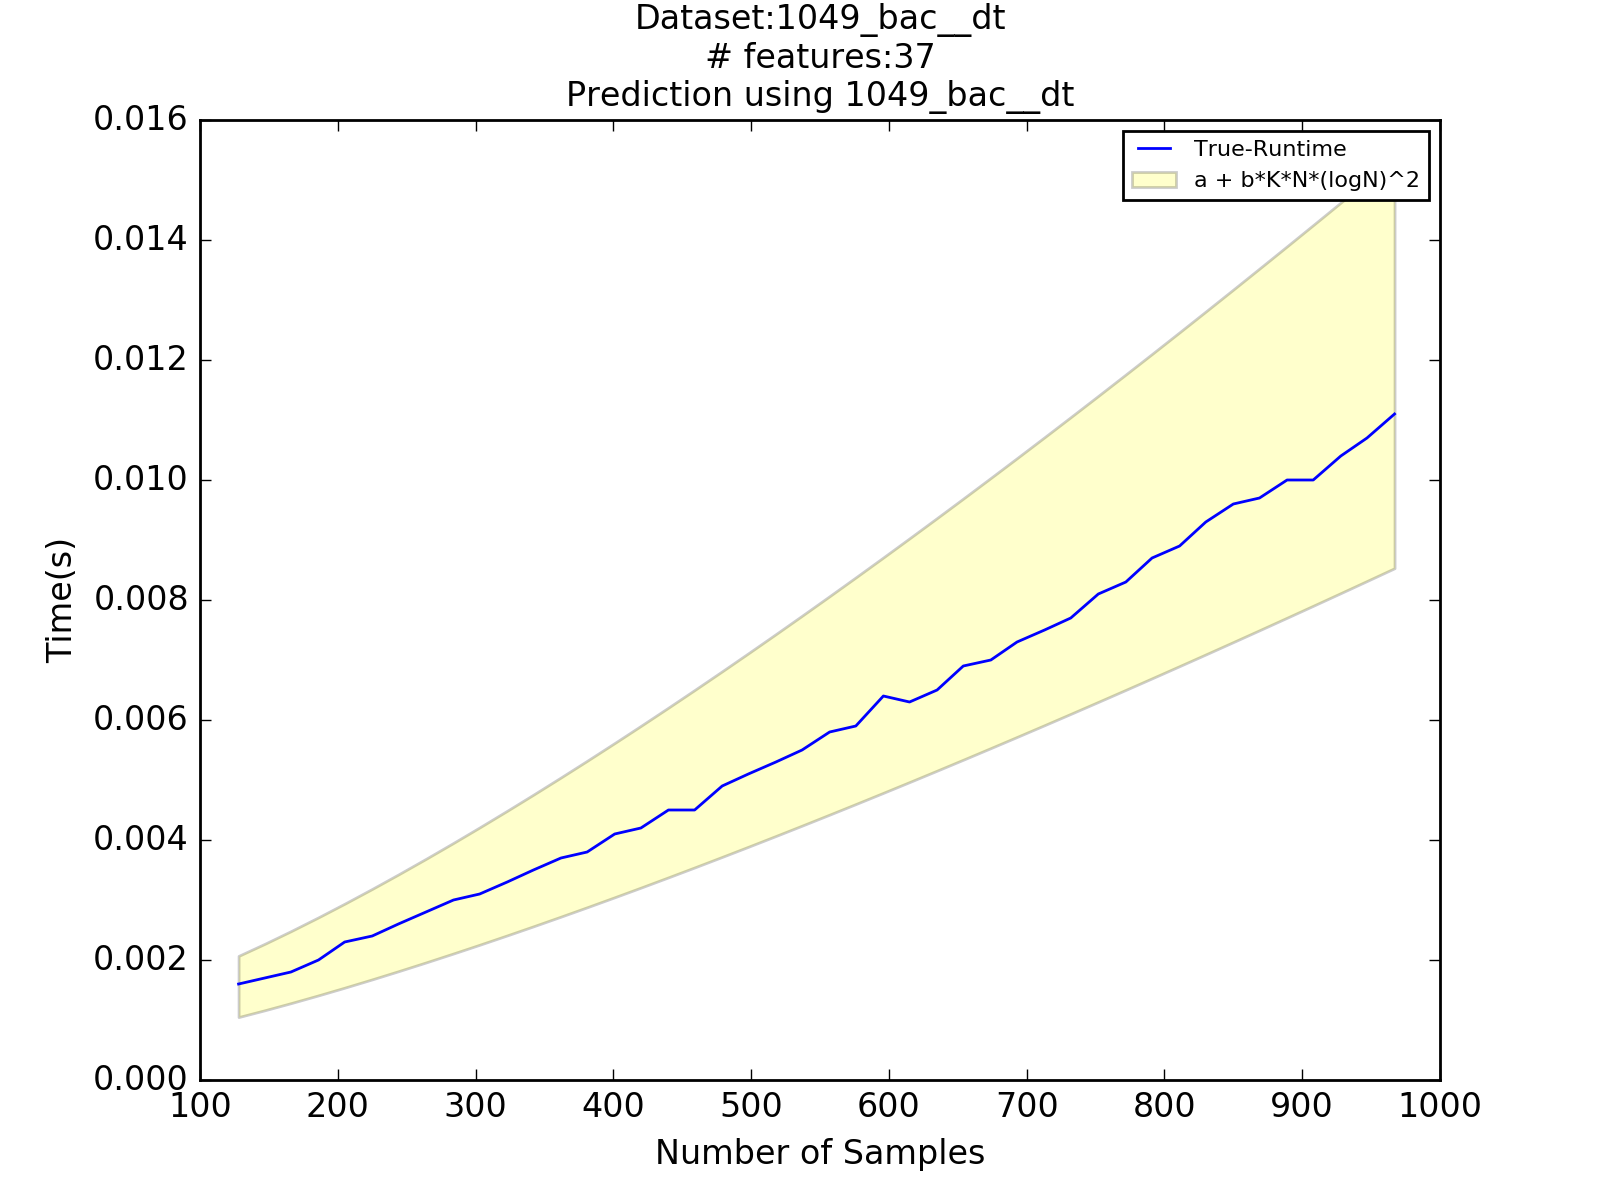 Dataset:1049_bac__dt
# features:37
Prediction using 1049_bac__dt
True-Runtime
a + b*K*N*(logN)^2
0.016
0.014
0.012
0.010
0.008
0.006
0.004
0.002
0.000
Time(s)
100 200 300 400 500 600 700 800 900 1000
Number of Samples